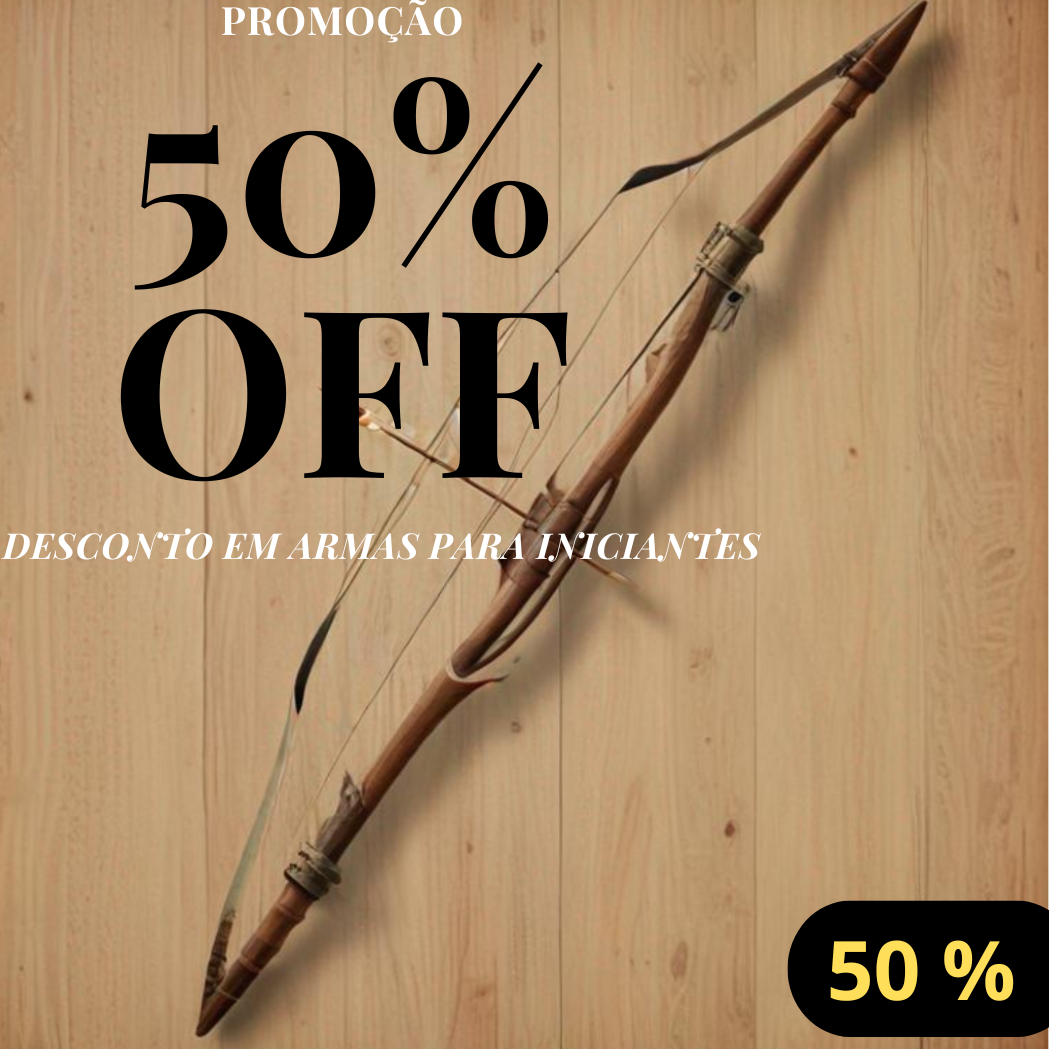 PROMOÇÃO
50%
OFF
DESCONTO EM ARMAS PARA INICIANTES
50 %